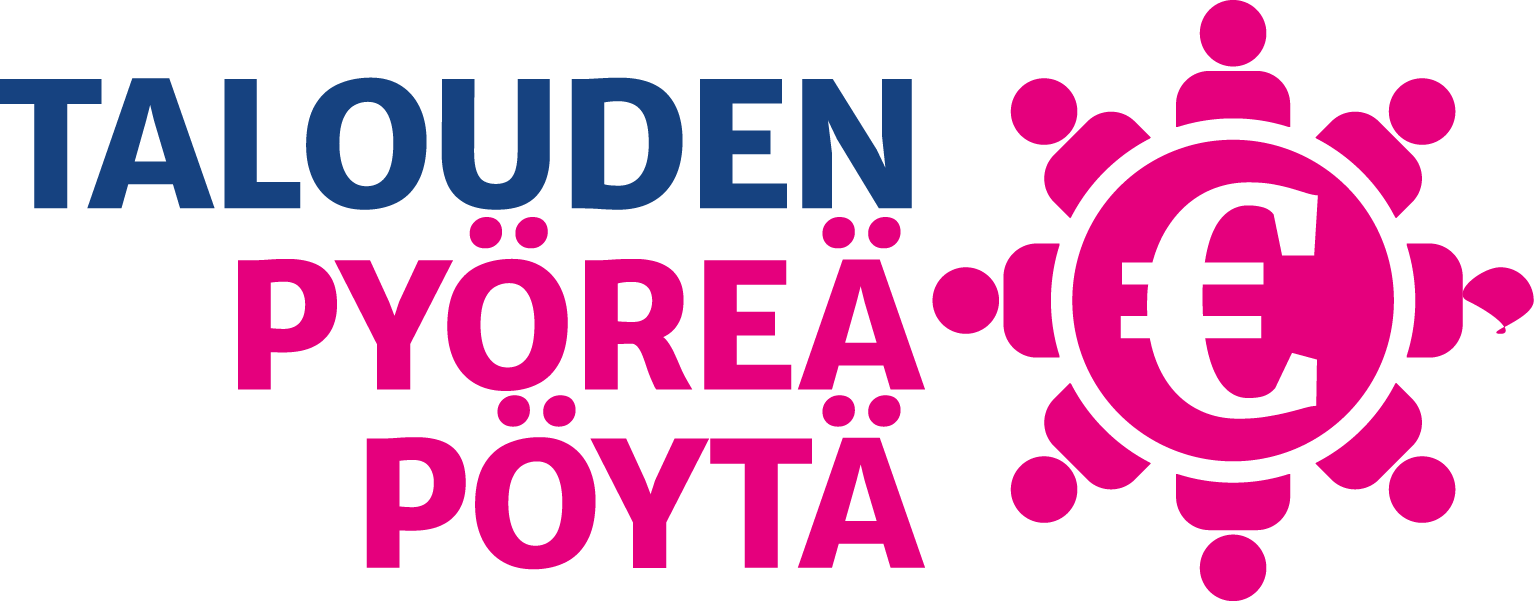 TALOUDEN
PYÖREÄ
PÖYTÄ
€